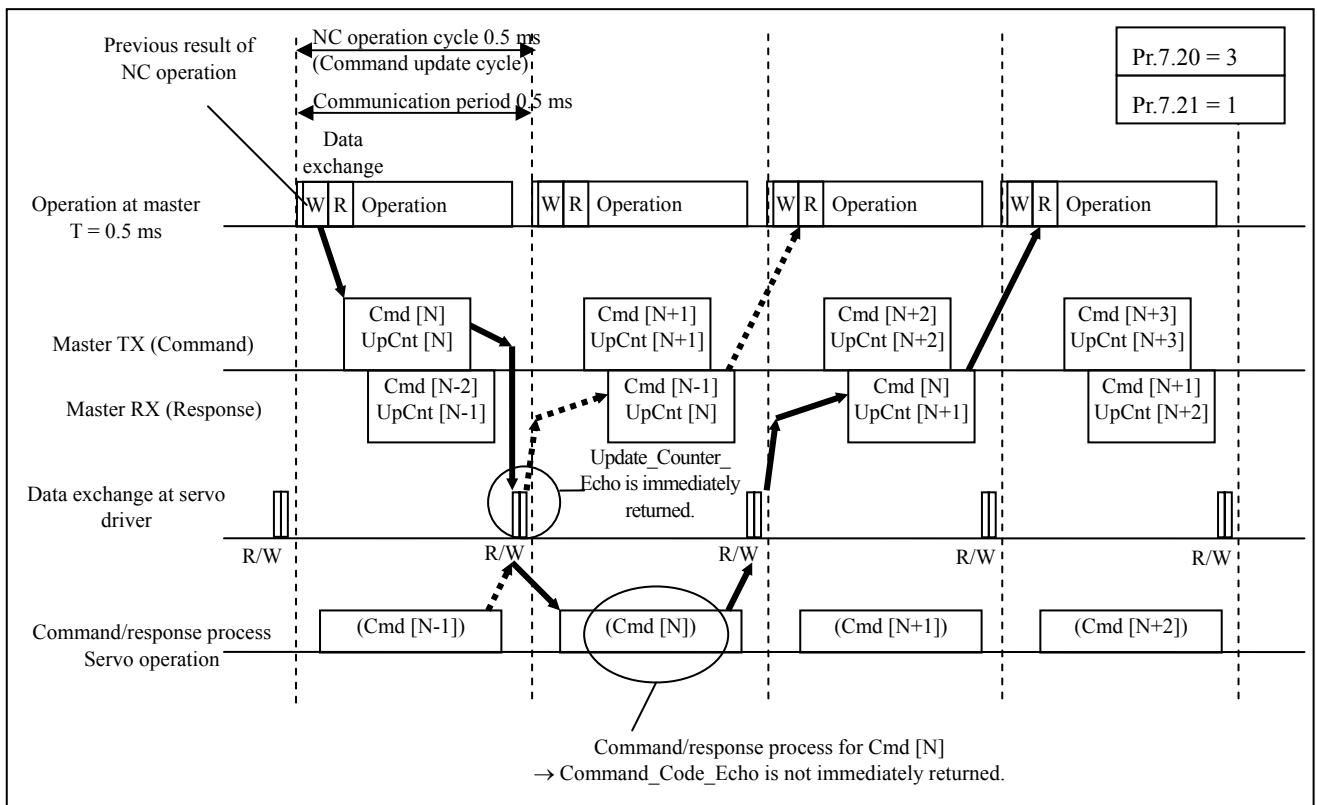 Previous result of
NC operation
NC operation cycle 0.5 ms
(Command update cycle)
Communication period 0.5 ms
Pr.7.20 = 3
Pr.7.21 = 1
Data
exchange
Operation at master
T = 0.5 ms
W R Operation
W R Operation
W R Operation
W R Operation
Master TX (Command)
Cmd [N]
UpCnt [N]
Cmd [N+1]
UpCnt [N+1]
Cmd [N+2]
UpCnt [N+2]
Cmd [N+3]
UpCnt [N+3]
Master RX (Response)
Cmd [N-2]
UpCnt [N-1]
Cmd [N-1]
UpCnt [N]
Cmd [N]
UpCnt [N+1]
Cmd [N+1]
UpCnt [N+2]
Update_Counter_
Echo is immediately
returned.
Data exchange at servo
driver
R/W
R/W
R/W
R/W
R/W
Command/response process
Servo operation
(Cmd [N-1])
(Cmd [N])
(Cmd [N+1])
(Cmd [N+2])
Command/response process for Cmd [N]
→ Command_Code_Echo is not immediately returned.